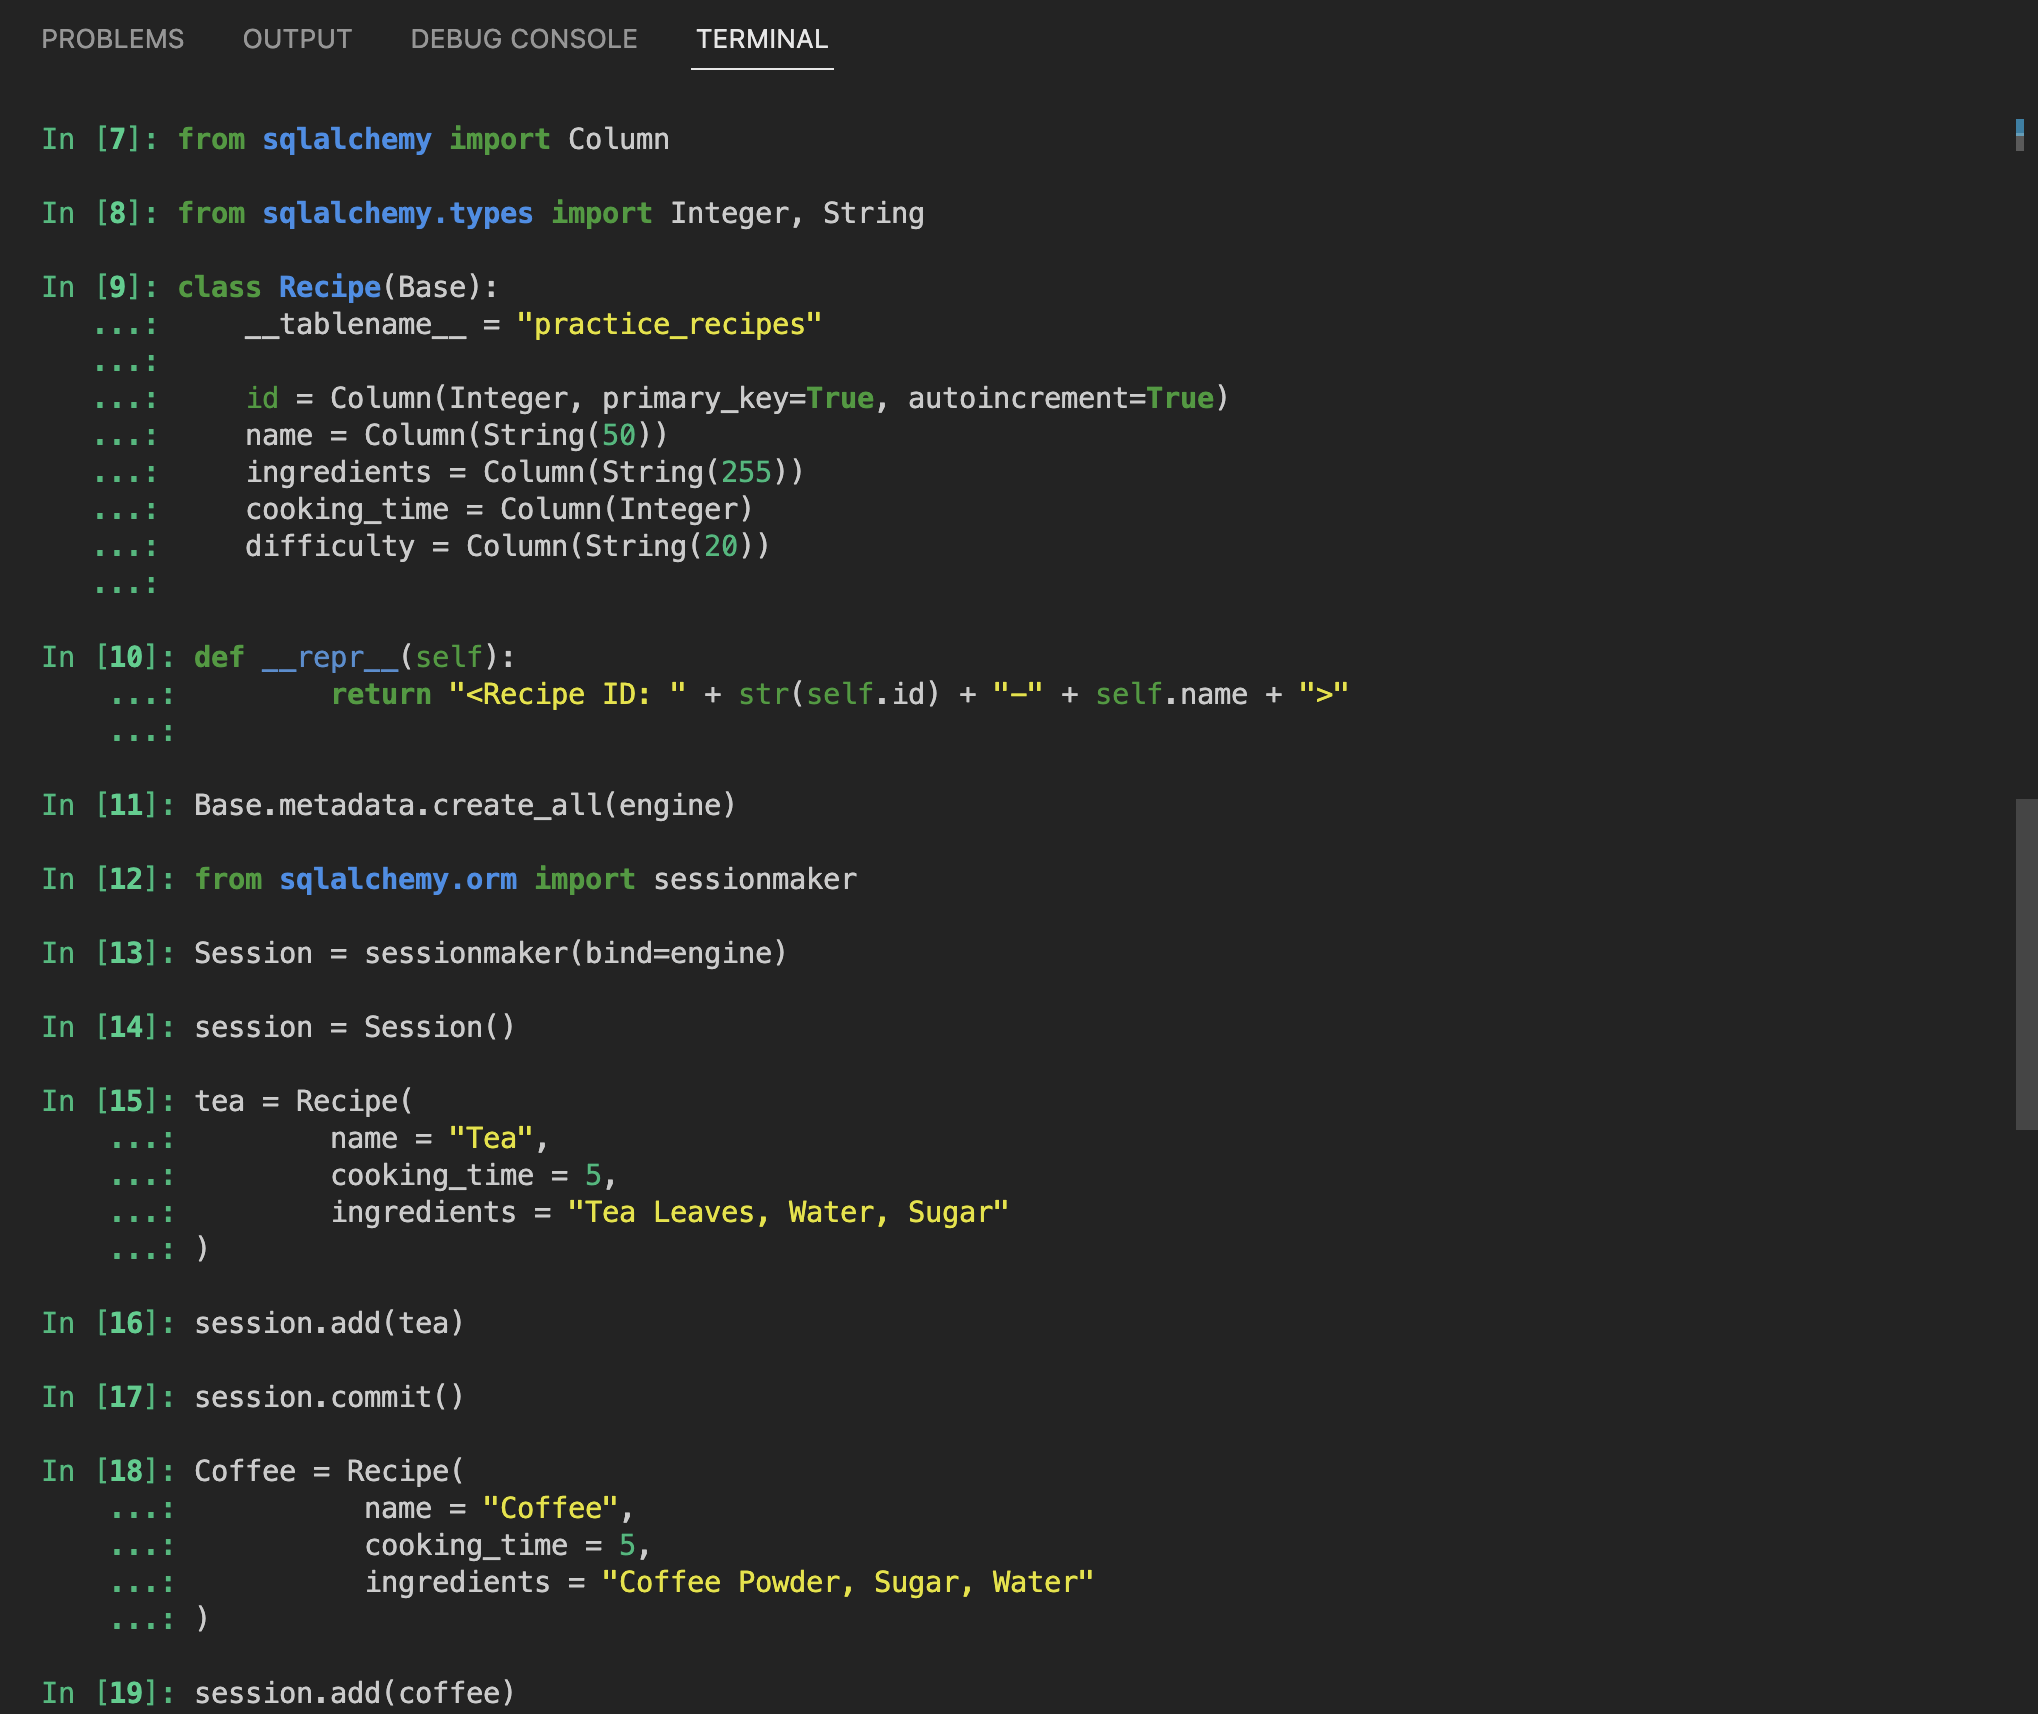 PROBLEMS OUTPUT DEBUG CONSOLE TERMINAL
In [7]: from sqlalchemy import Column
In [8]: from sqlalchemy.types import Integer, String
In [9]: class Recipe(Base):
   ...:     __tablename__ = "practice_recipes"
   ...:
   ...:     id = Column(Integer, primary_key=True, autoincrement=True)
   ...:     name = Column(String(50))
   ...:     ingredients = Column(String(255))
   ...:     cooking_time = Column(Integer)
   ...:     difficulty = Column(String(20))
   ...:
In [10]: def __repr__(self):
    ...:         return "<Recipe ID: " + str(self.id) + "-" + self.name + ">"
    ...:
In [11]: Base.metadata.create_all(engine)
In [12]: from sqlalchemy.orm import sessionmaker
In [13]: Session = sessionmaker(bind=engine)
In [14]: session = Session()
In [15]: tea = Recipe(
    ...:         name = "Tea",
    ...:         cooking_time = 5,
    ...:         ingredients = "Tea Leaves, Water, Sugar"
    ...: )
In [16]: session.add(tea)
In [17]: session.commit()
In [18]: Coffee = Recipe(
    ...:           name = "Coffee",
    ...:           cooking_time = 5,
    ...:           ingredients = "Coffee Powder, Sugar, Water"
    ...: )
In [19]: session.add(coffee)